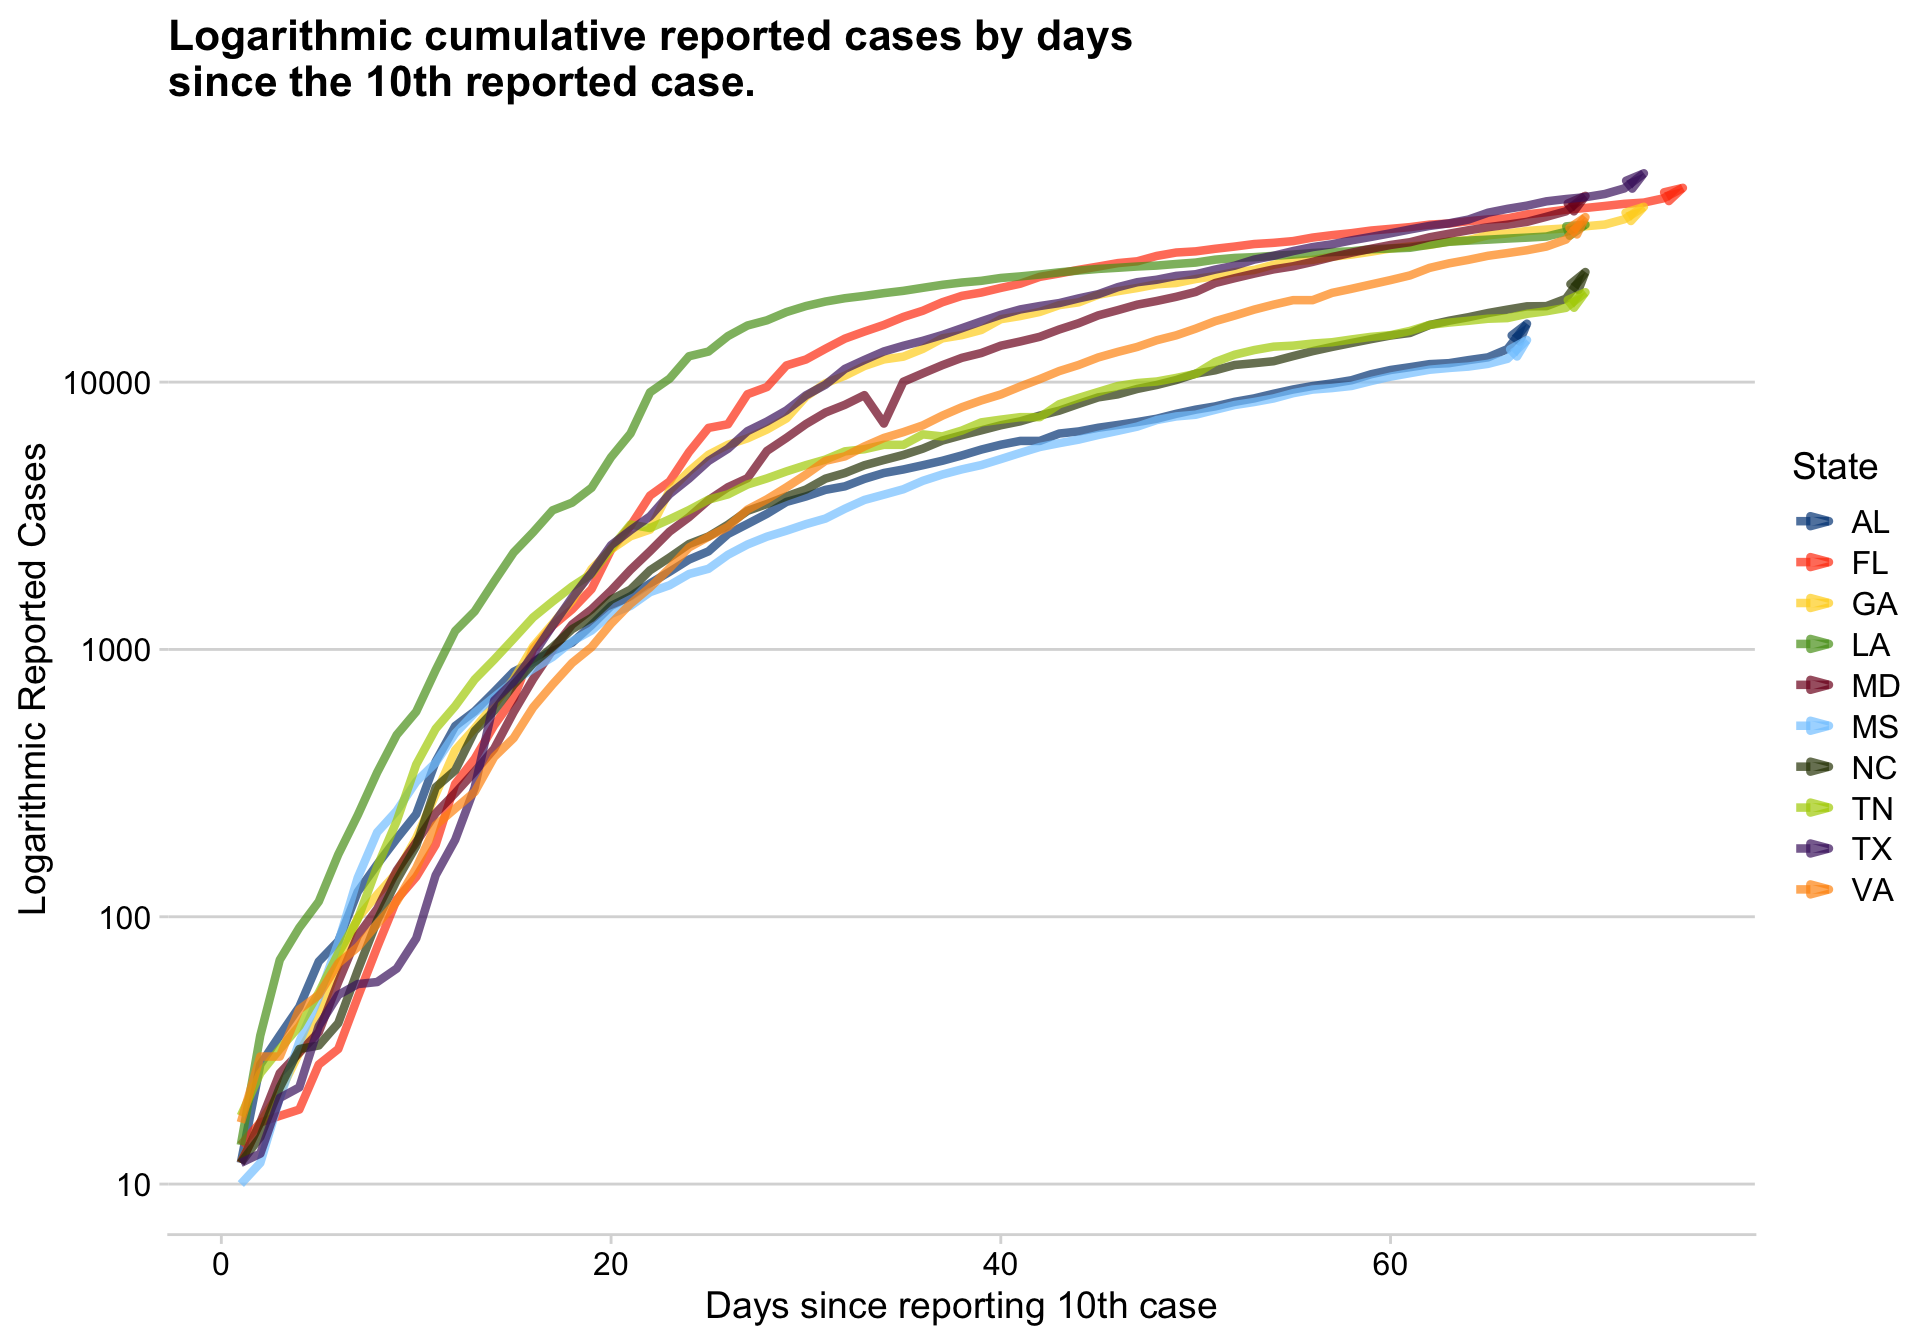 Logarithmic cumulative reported cases by days
since the 10th reported case.
Logarithmic Reported Cases
10000
1000
100
10
0
20
40
60
Days since reporting 10th case
State
AL
FL
GA
LA
MD
MS
NC
TN
TX
VA